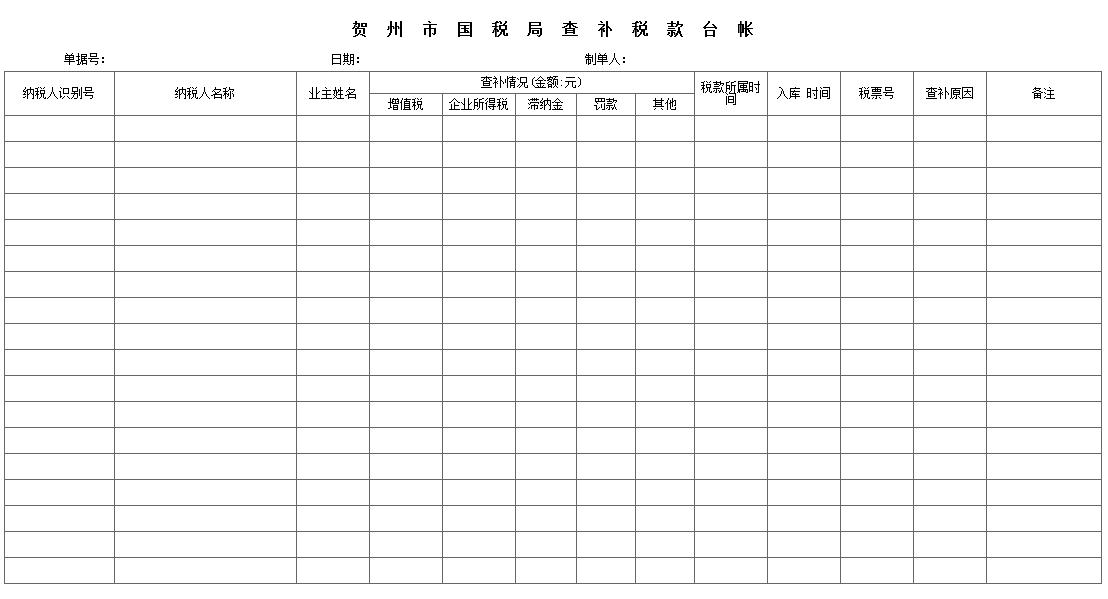 贺州市国税局查补税款台帐
单据号: 日期: 制单人:
纳税人识别号 纳税人名称 业主姓名 查补情况(金额:元) 税款所属时间 入库 时间 税票号 查补原因 备注
增值税 企业所得税 滞纳金 罚款 其他